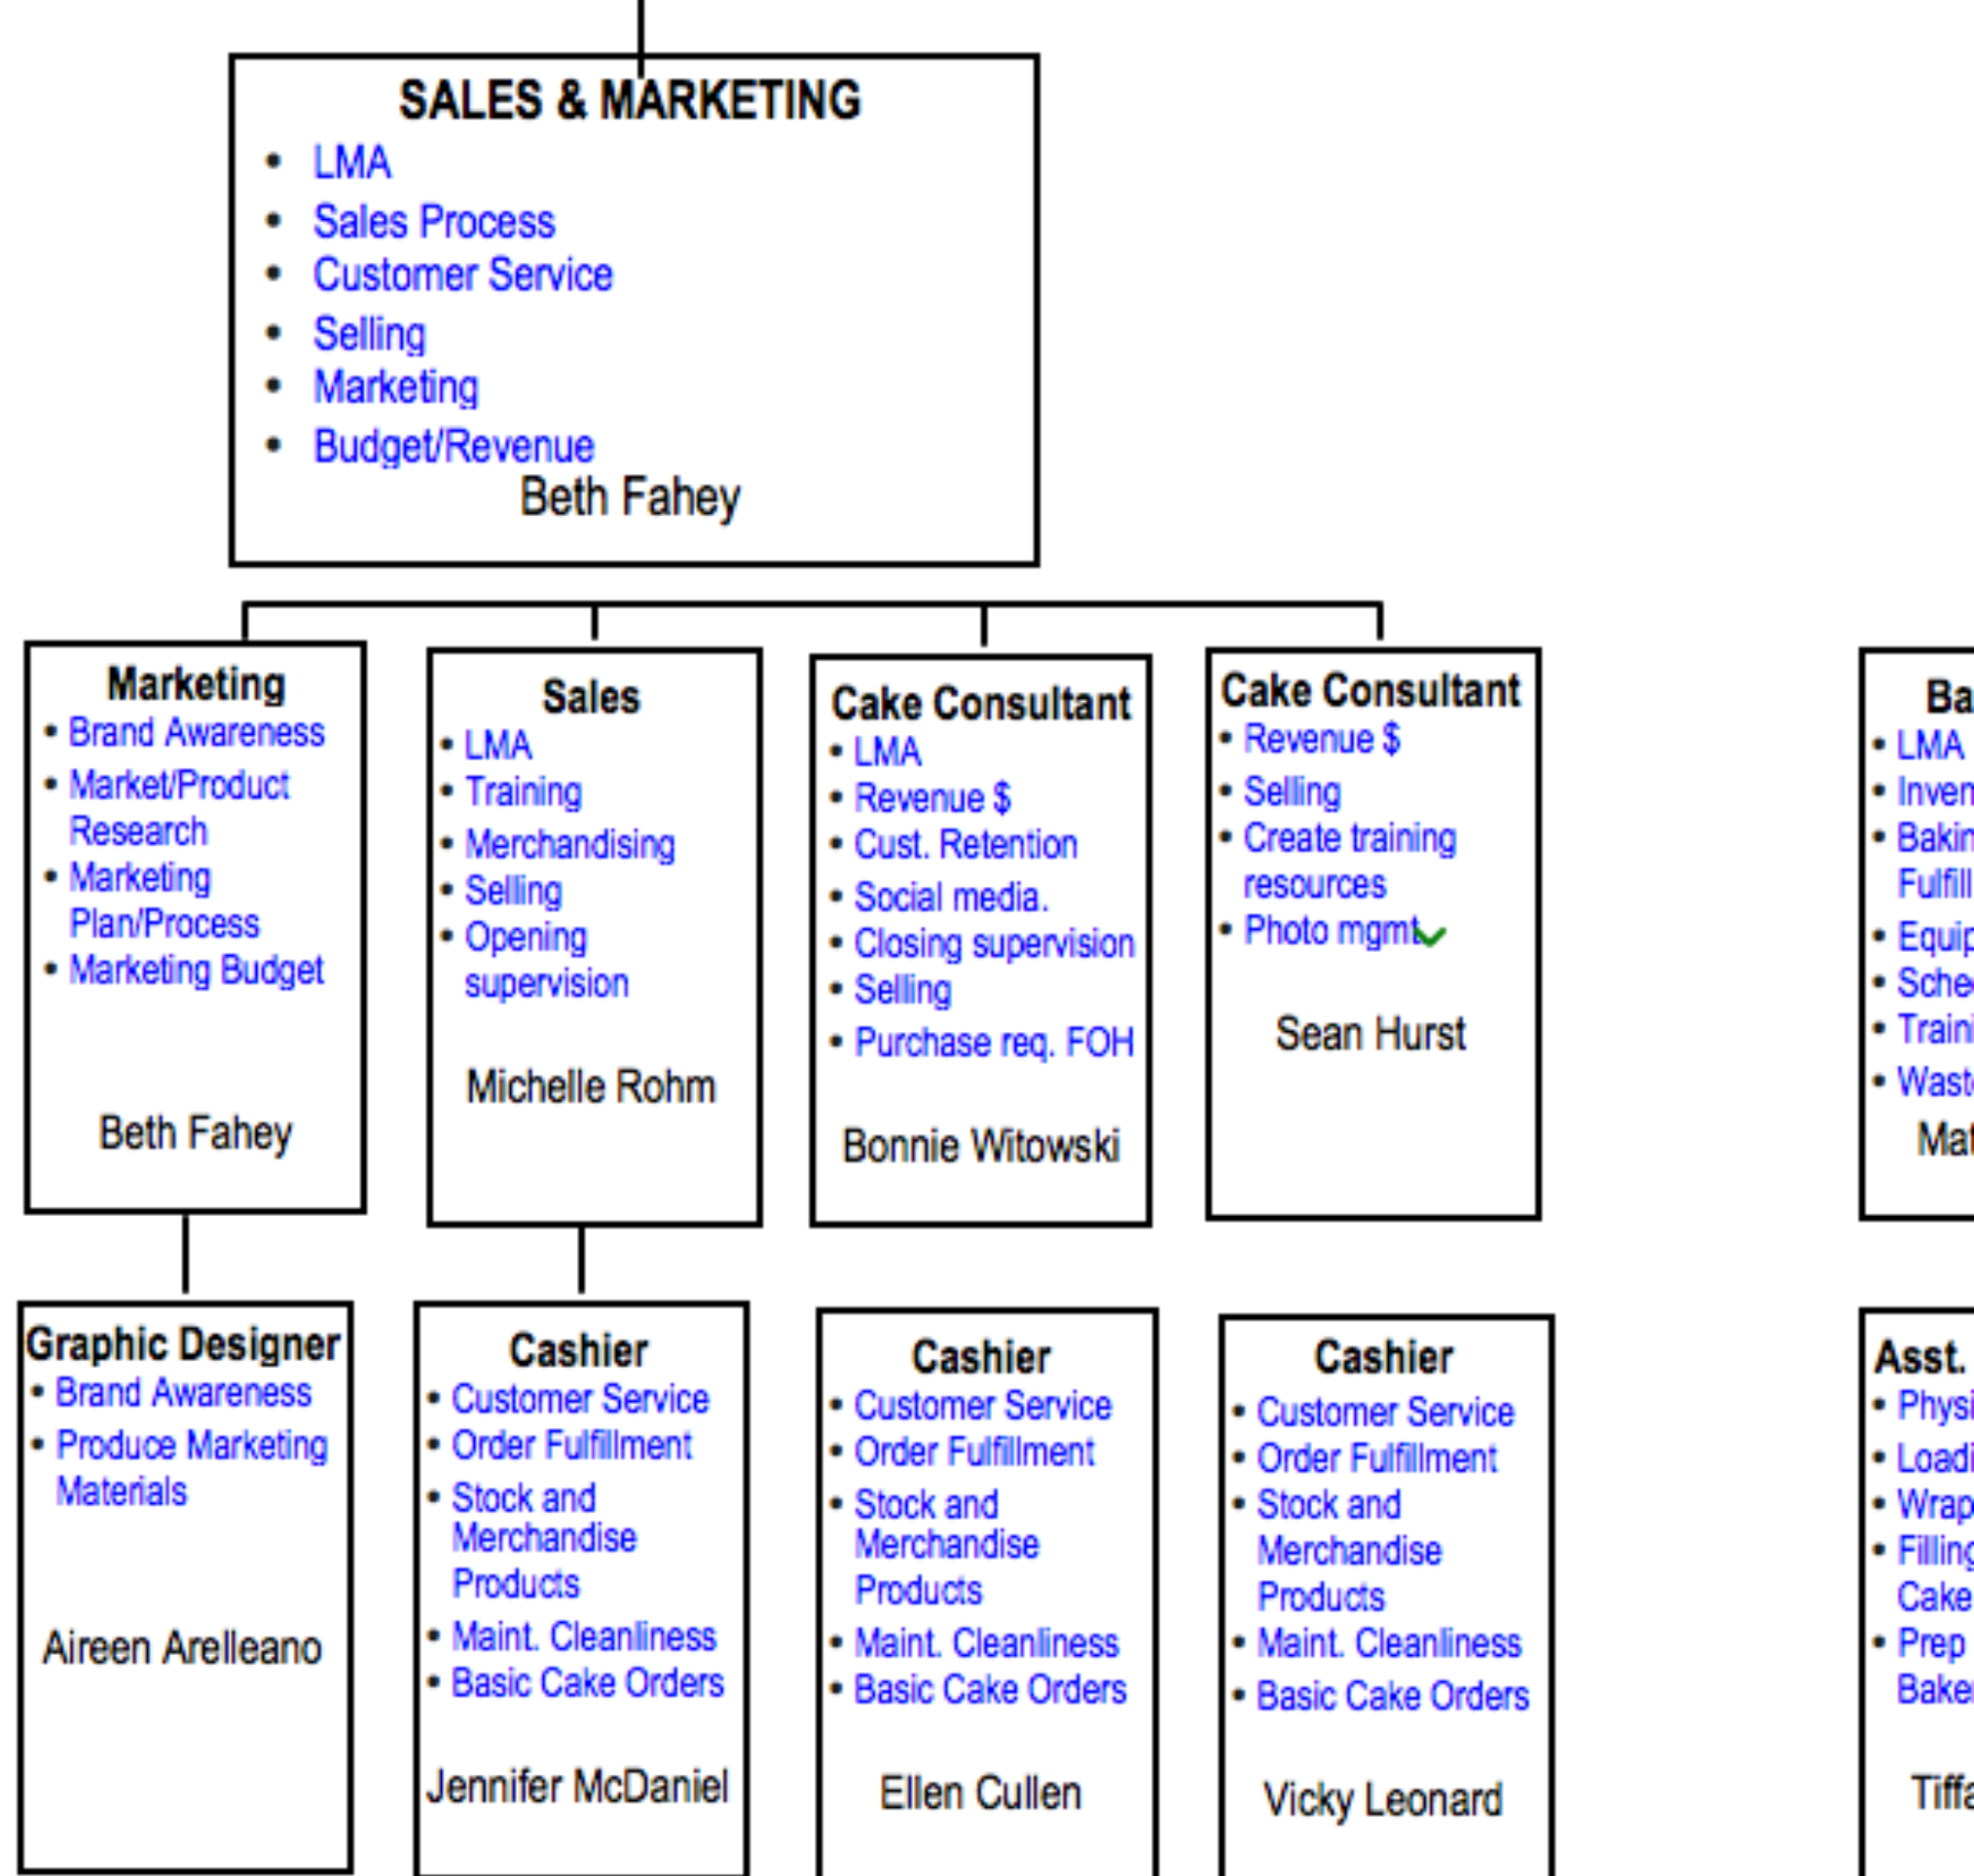 SALES & MARKETING
• LMA
• Sales Process
• Customer Service
• Selling
• Marketing
• Budget/Revenue
Beth Fahey
Marketing
• Brand Awareness
• Market/Product
Research
• Marketing
Plan/Process
• Marketing Budget
Beth Fahey
Sales
• LMA
• Training
• Merchandising
• Selling
• Opening
supervision
Michelle Rohm
Cake Consultant
• LMA
• Revenue $
• Cust. Retention
• Social media.
• Closing supervision
• Selling
• Purchase req. FOH
Bonnie Witowski
Cake Consultant
• Revenue $
• Selling
• Create training
resources
• Photo mgmt.
Sean Hurst
• LMA
Graphic Designer
• Brand Awareness
• Produce Marketing
Materials
Aireen Arelleano
Cashier
• Customer Service
• Order Fulfillment
• Stock and
Merchandise
Products
• Maint. Cleanliness
• Basic Cake Orders
Jennifer McDaniel
Cashier
• Customer Service
• Order Fulfillment
• Stock and
Merchandise
Products
• Maint. Cleanliness
• Basic Cake Orders
Ellen Cullen
Cashier
• Customer Service
• Order Fulfillment
• Stock and
Merchandise
Products
• Maint. Cleanliness
• Basic Cake Orders
Vicky Leonard
Asst.
Cake
• Prep